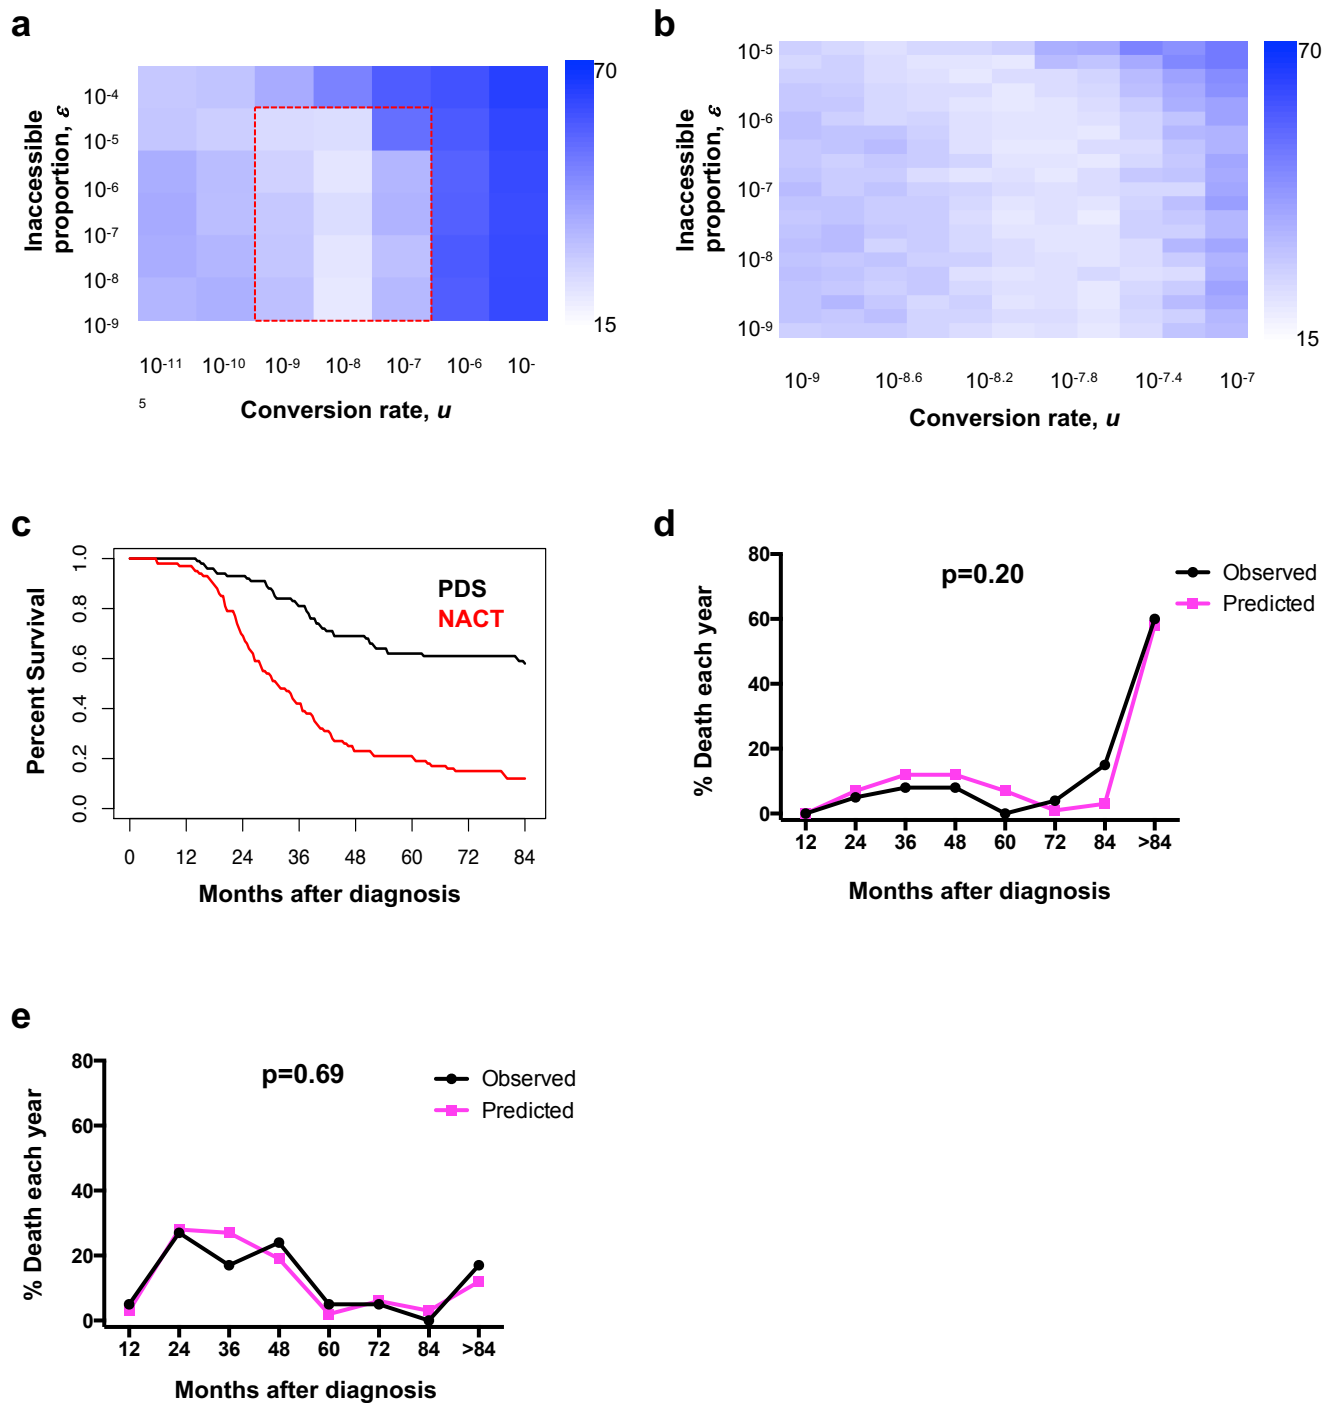 a
Inaccessible
proportion, ε
10-4
10-5
10-6
10-7
10-8
10-9
70
15
10-11 10-10 10-9 10-8 10-7 10-6 10-
5
Conversion rate, u
b
Inaccessible
proportion, ε
10-5
10-6
10-7
10-8
10-9
70
15
10-9 10-8.6 10-8.2 10-7.8 10-7.4 10-7
Conversion rate, u
c
Percent Survival
1.0
0.8
0.6
0.4
0.2
0.0
PDS
NACT
0 12 24 36 48 60 72 84
Months after diagnosis
d
% Death each year
80
60
40
20
0
p=0.20
Observed
Predicted
12 24 36 48 60 72 84 >84
Months after diagnosis
e
% Death each year
80
60
40
20
0
p=0.69
Observed
Predicted
12 24 36 48 60 72 84 >84
Months after diagnosis